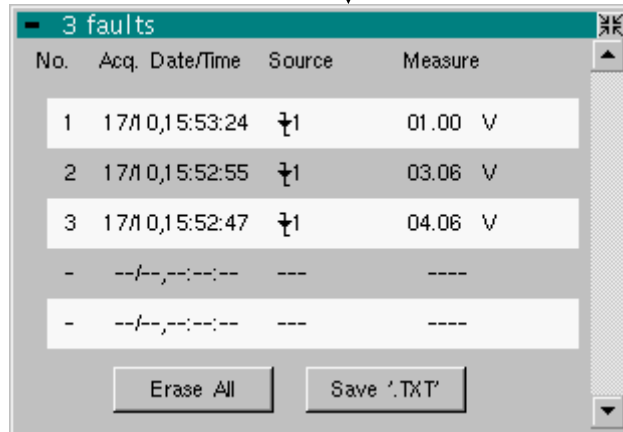 3 faults
No. Acq. Date/Time Source Measure
1 17/10,15:53:24 1 01.00 V
2 17/10,15:52:55 1 03.06 V
3 17/10,15:52:47 1 04.06 V
- --/--,--:--:-- --- ----
- --/--,--:--:-- --- ----
Erase All Save '.TXT'